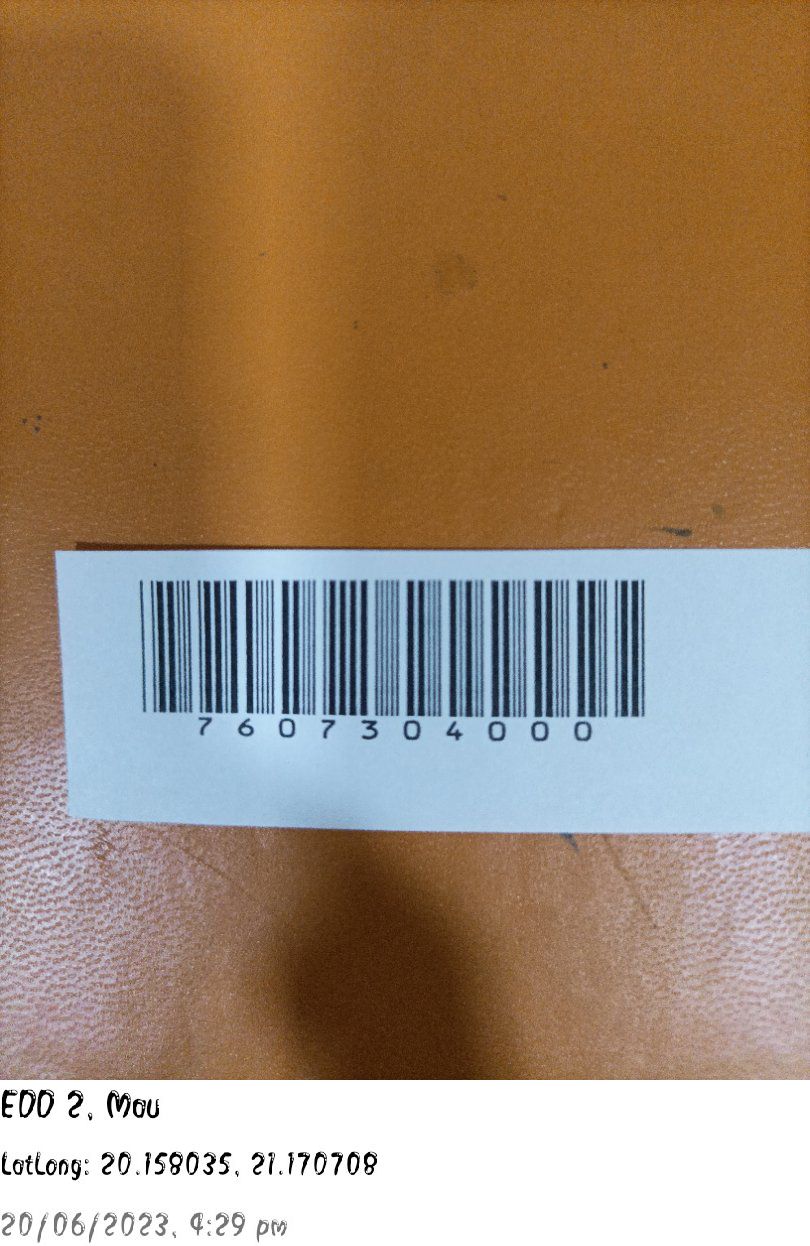 7607304000
EDD 2, Mou
LatLong: 20.158035, 21.170708
20/06/2023, 4:29 pm